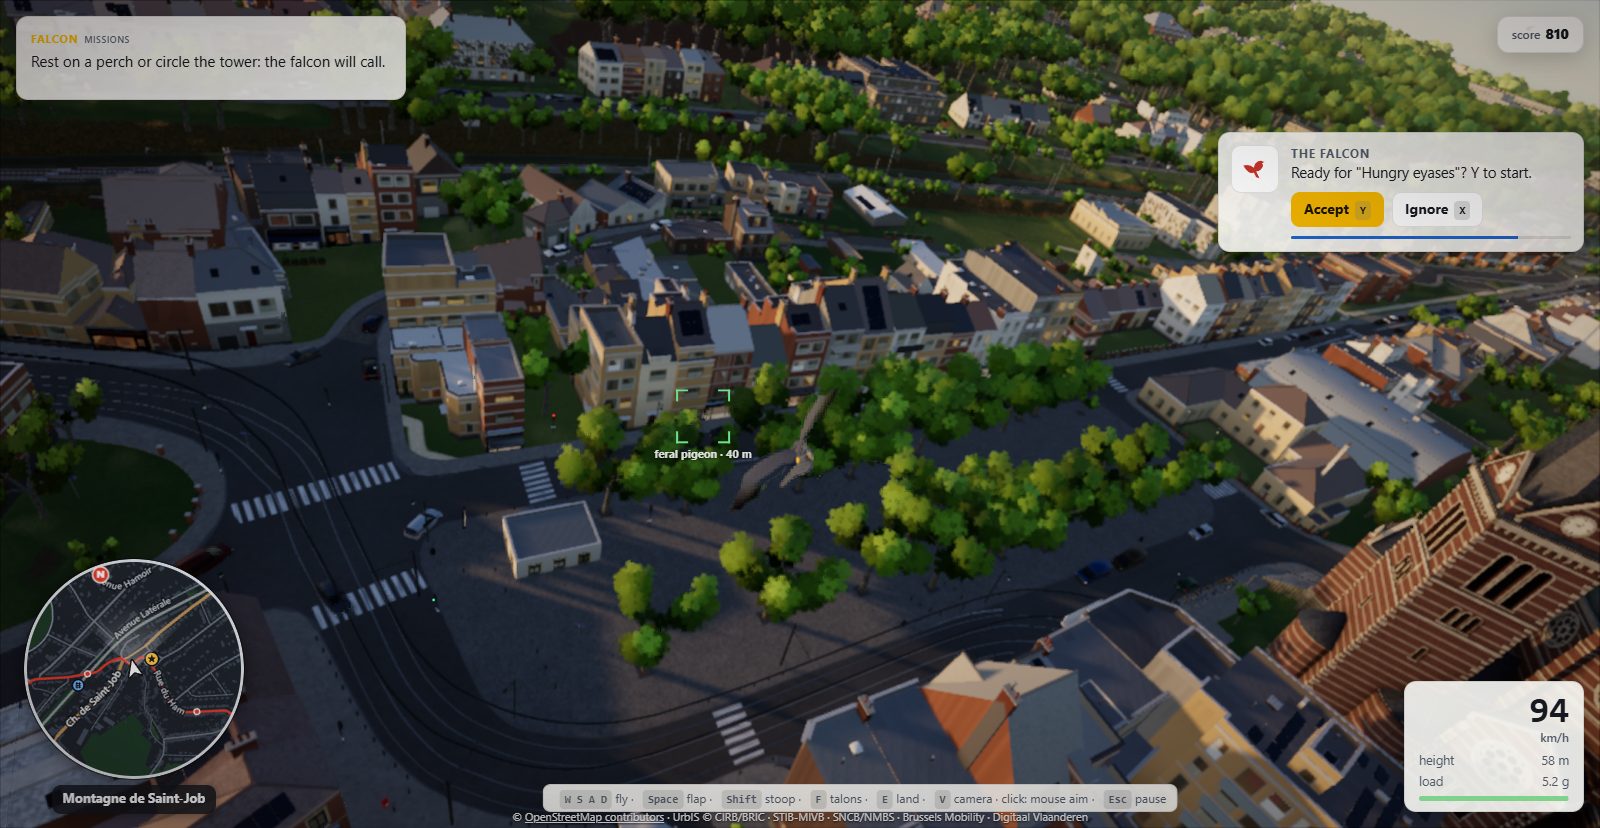 FALCON MISSIONS
Rest on a perch or circle the tower: the falcon will call.
score 810
THE FALCON
Ready for "Hungry eyases"? Y to start.
Accept Y
Ignore X
feral pigeon · 40 m
N
Avenue Latérale
Ch. de Saint-Job
Rue du Ham
Montagne de Saint-Job
94
km/h
height 58 m
load 5.2 g
W S A D fly · Space flap · Shift stoop · F talons · E land · V camera · click: mouse aim · Esc pause
© OpenStreetMap contributors · UrbIS © CIRB/BRIC · STIB-MIVB · SNCB/NMBS · Brussels Mobility · Digitaal Vlaanderen